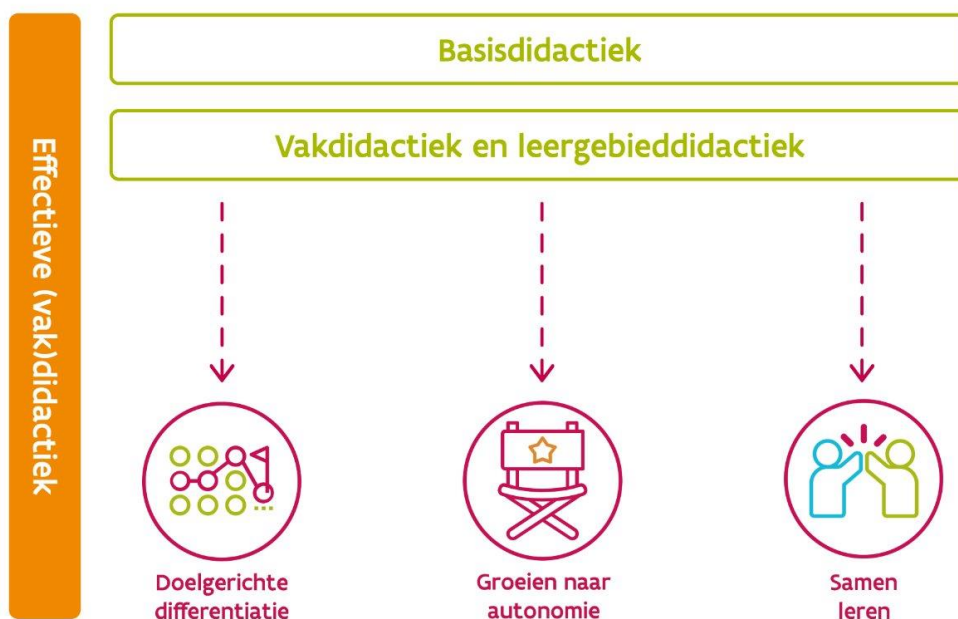 Effectieve (vak)didactiek
Basisdidactiek
Vakdidactiek en leergebieddidactiek
Doelgerichte
differentiatie
Groeien naar
autonomie
Samen
leren